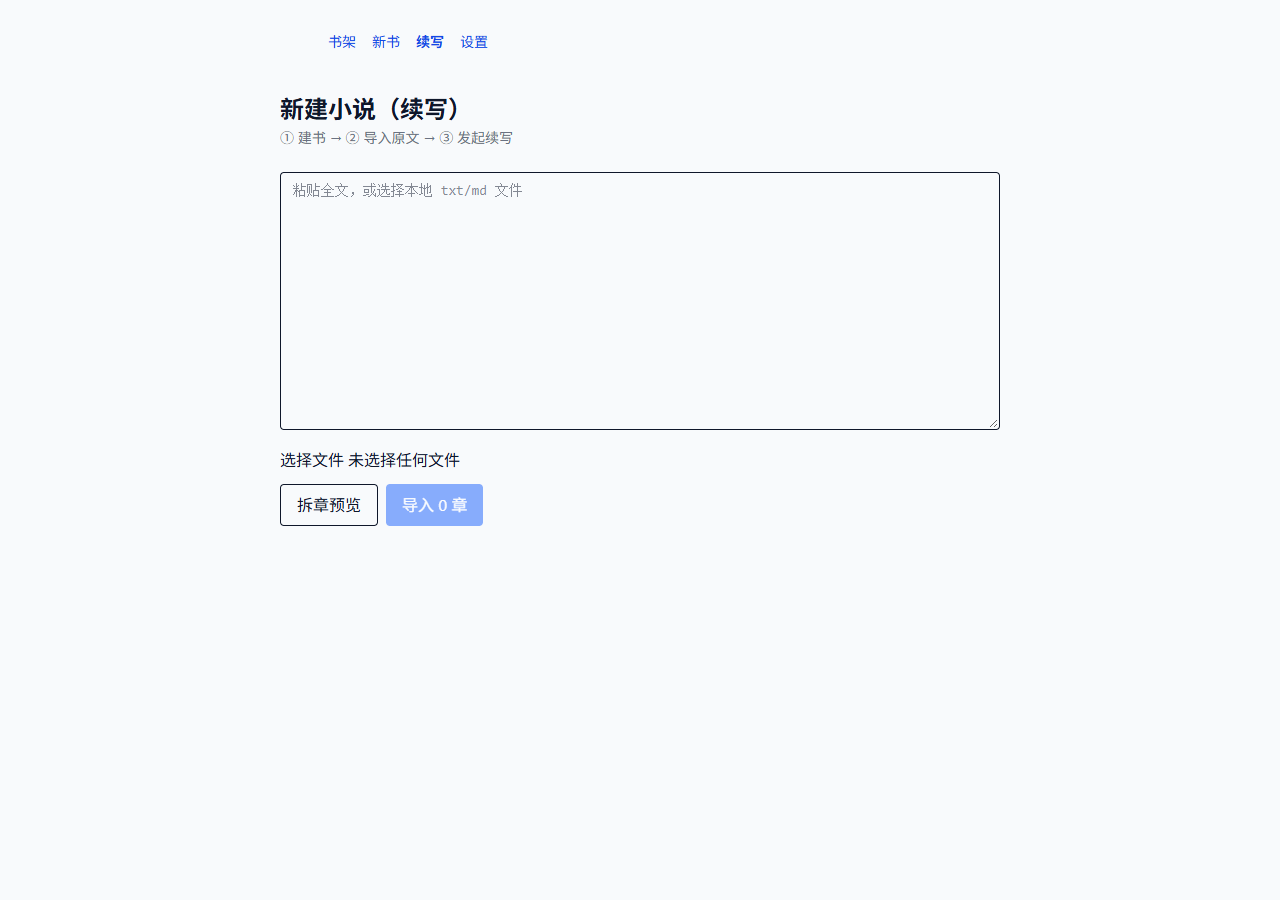 书架 新书 续写 设置
新建小说（续写）
① 建书 → ② 导入原文 → ③ 发起续写
粘贴全文，或选择本地 txt/md 文件
选择文件 未选择任何文件
拆章预览 导入 0 章